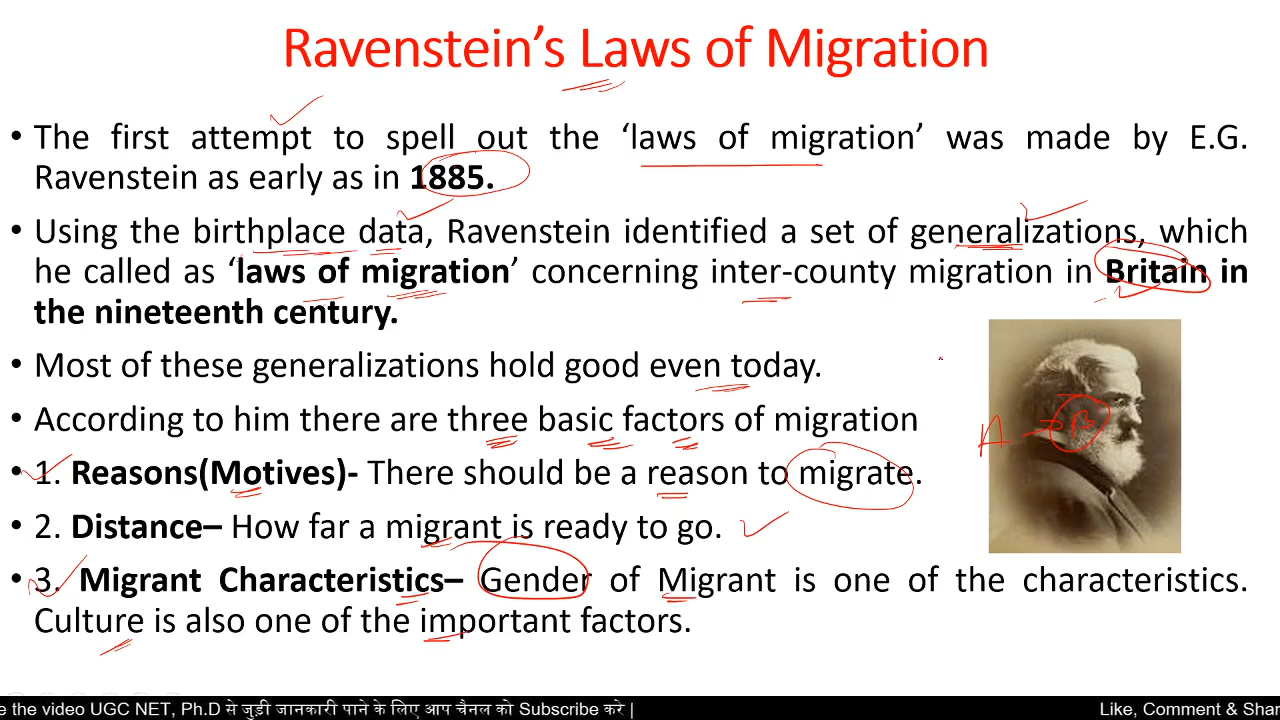 Ravenstein's Laws of Migration
• The first attempt to spell out the ‘laws of migration’ was made by E.G.
Ravenstein as early as in 1885.
• Using the birthplace data, Ravenstein identified a set of generalizations, which
he called as ‘laws of migration’ concerning inter-county migration in Britain in
the nineteenth century.
• Most of these generalizations hold good even today.
• According to him there are three basic factors of migration
• 1. Reasons(Motives)- There should be a reason to migrate.
• 2. Distance– How far a migrant is ready to go.
• 3. Migrant Characteristics– Gender of Migrant is one of the characteristics.
Culture is also one of the important factors.
A → B
e the video UGC NET, Ph.D से जुड़ी जानकारी पाने के लिए आप चैनल को Subscribe करे | Like, Comment & Shar